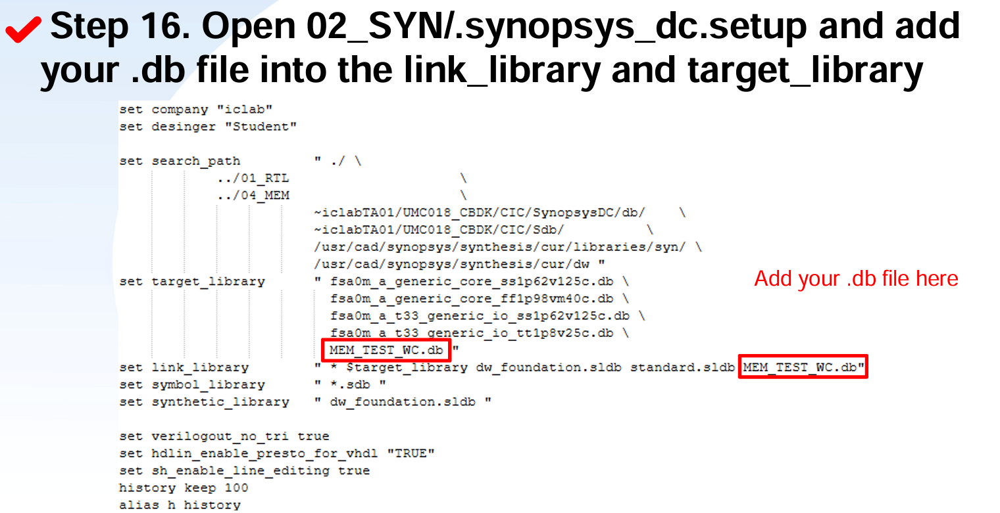 Step 16. Open 02_SYN/.synopsys_dc.setup and add
your .db file into the link_library and target_library
set company "iclab"
set desinger "Student"
set search_path " ./ \
../01_RTL \
../04_MEM \
~iclabTA01/UMC018_CBDK/CIC/SynopsysDC/db/ \
~iclabTA01/UMC018_CBDK/CIC/Sdb/ \
/usr/cad/synopsys/synthesis/cur/libraries/syn/ \
/usr/cad/synopsys/synthesis/cur/dw "
set target_library " fsa0m_a_generic_core_ss1p62v125c.db \
Add your .db file here
fsa0m_a_generic_core_ff1p98vm40c.db \
fsa0m_a_t33_generic_io_ss1p62v125c.db \
fsa0m_a_t33_generic_io_tt1p8v25c.db \
MEM_TEST_WC.db "
set link_library " * $target_library dw_foundation.sldb standard.sldb MEM_TEST_WC.db"
set symbol_library " *.sdb "
set synthetic_library " dw_foundation.sldb "
set verilogout_no_tri true
set hdlin_enable_presto_for_vhdl "TRUE"
set sh_enable_line_editing true
history keep 100
alias h history